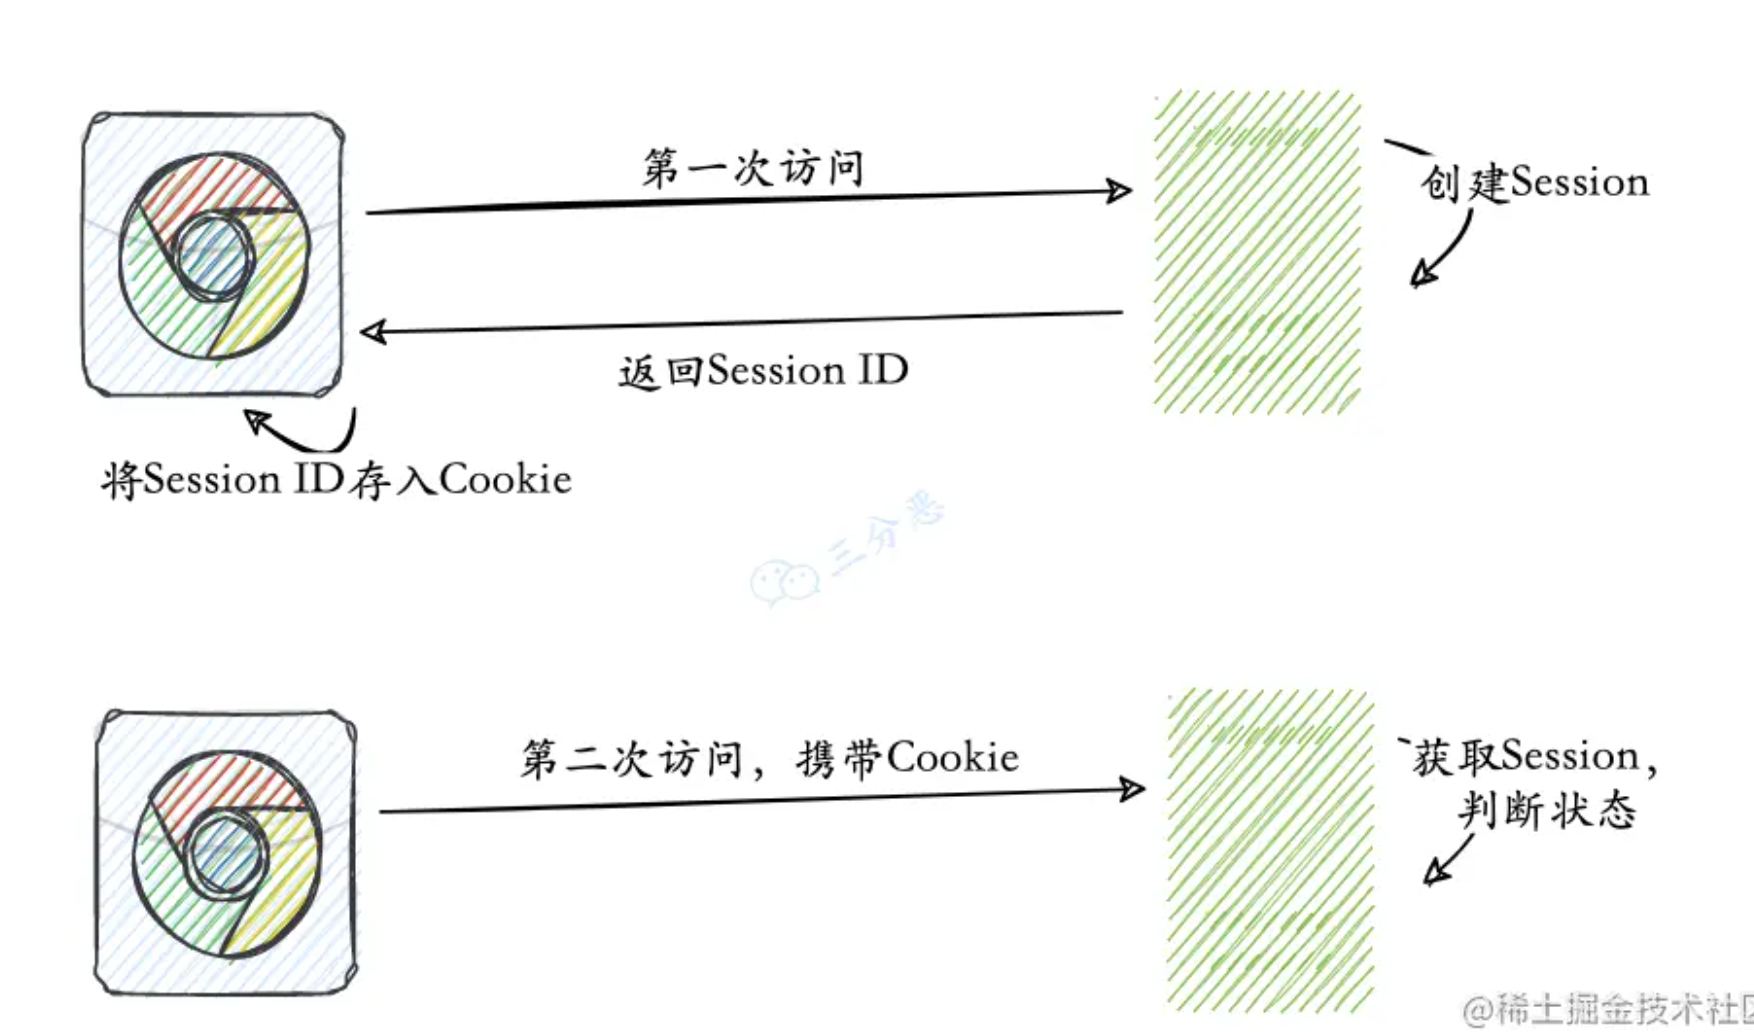 第一次访问
创建Session
返回Session ID
将Session ID存入Cookie
三分恶
第二次访问，携带Cookie
获取Session，
判断状态
@稀土掘金技术社区